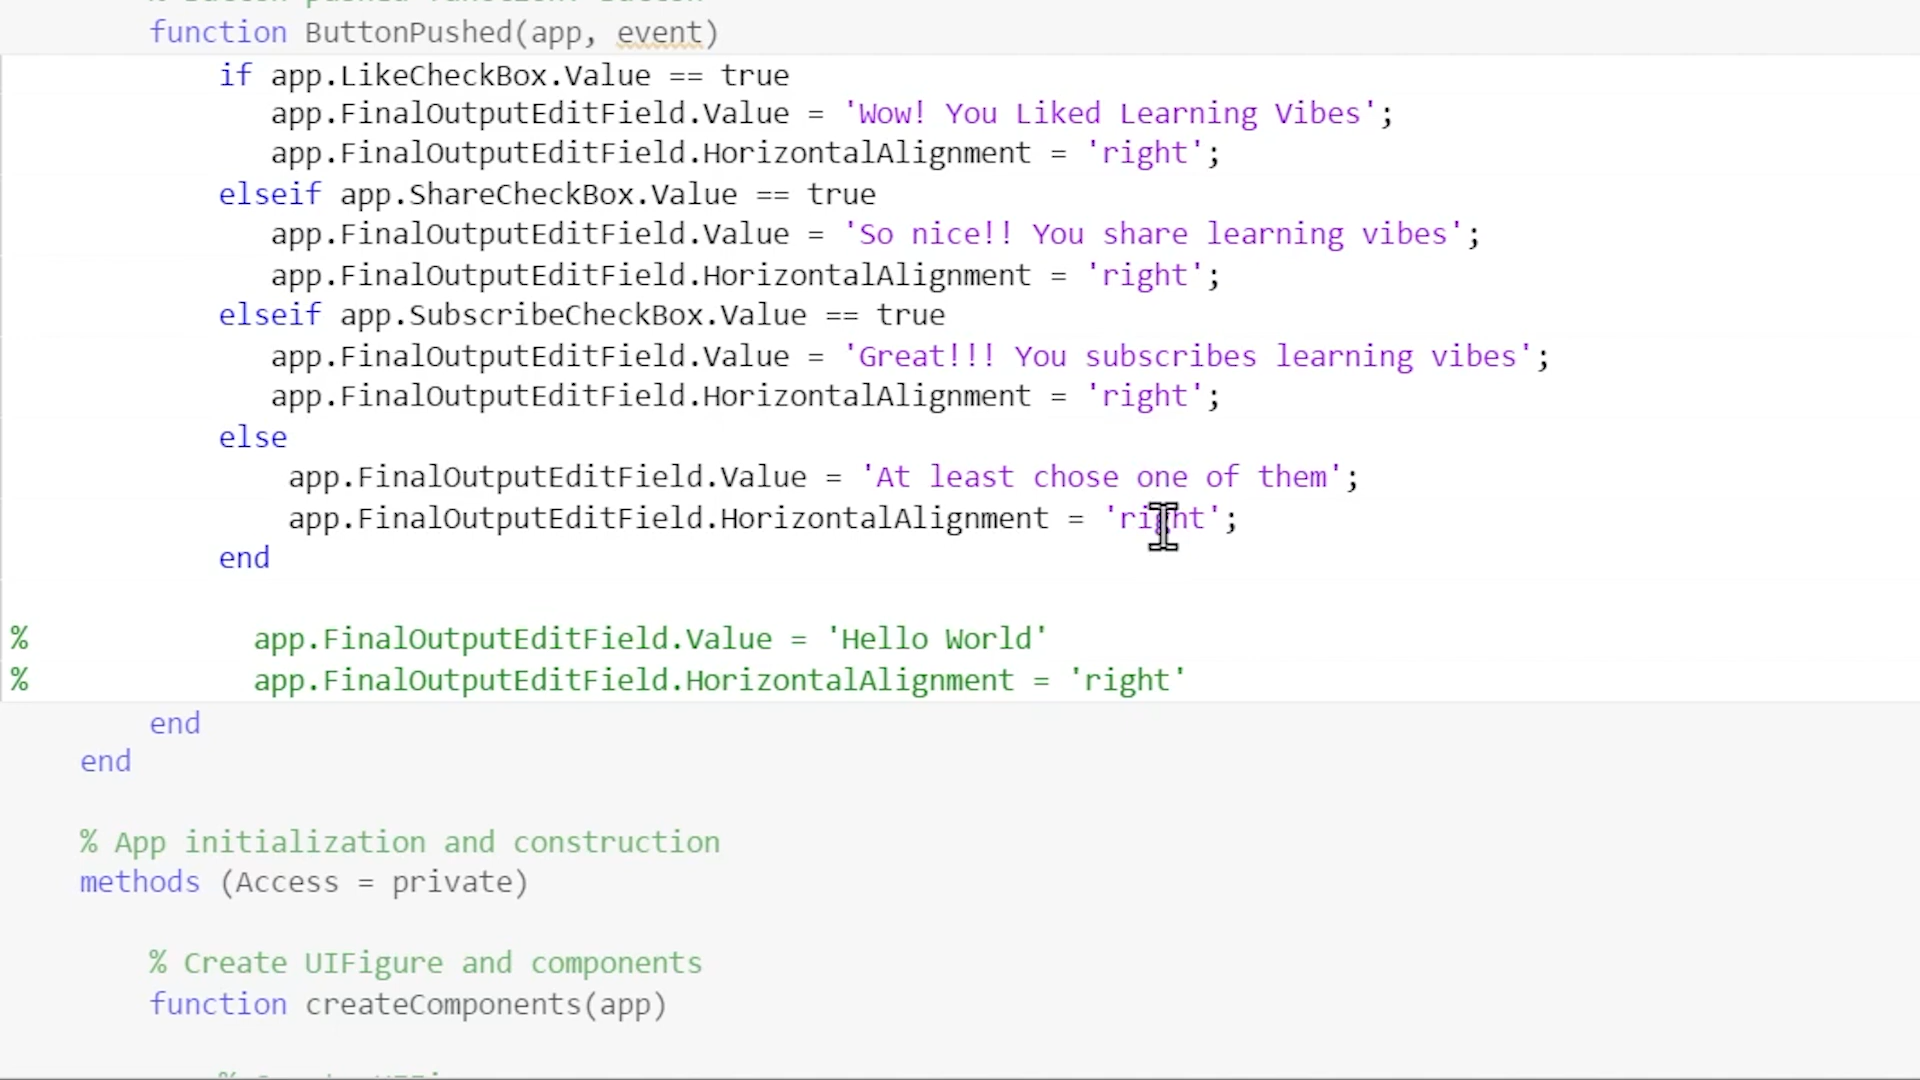 function ButtonPushed(app, event)
if app.LikeCheckBox.Value == true
app.FinalOutputEditField.Value = 'Wow! You Liked Learning Vibes';
app.FinalOutputEditField.HorizontalAlignment = 'right';
elseif app.ShareCheckBox.Value == true
app.FinalOutputEditField.Value = 'So nice!! You share learning vibes';
app.FinalOutputEditField.HorizontalAlignment = 'right';
elseif app.SubscribeCheckBox.Value == true
app.FinalOutputEditField.Value = 'Great!!! You subscribes learning vibes';
app.FinalOutputEditField.HorizontalAlignment = 'right';
else
app.FinalOutputEditField.Value = 'At least chose one of them';
app.FinalOutputEditField.HorizontalAlignment = 'right';
end
% app.FinalOutputEditField.Value = 'Hello World'
% app.FinalOutputEditField.HorizontalAlignment = 'right'
end
end
% App initialization and construction
methods (Access = private)
% Create UIFigure and components
function createComponents(app)